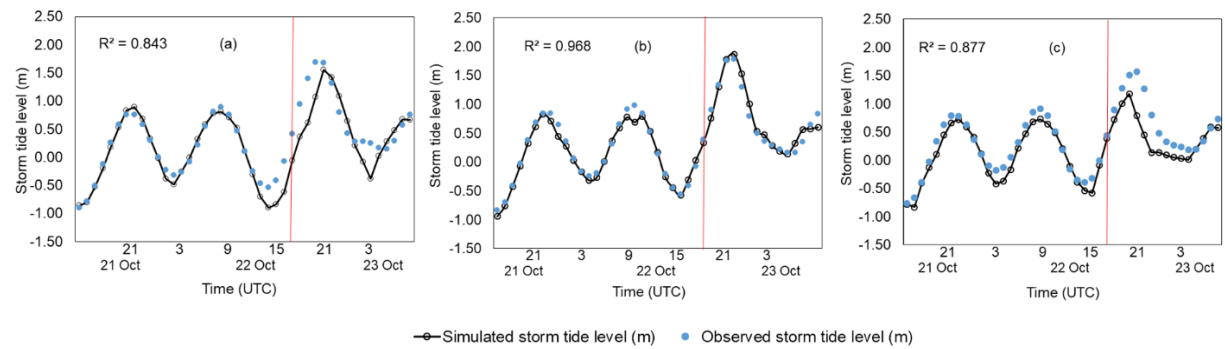 2.50
2.00
1.50
1.00
0.50
0.00
-0.50
-1.00
-1.50
Storm tide level (m)
R² = 0.843 (a)
21 3 9 15 21 3
21 Oct 22 Oct 23 Oct
Time (UTC)
2.50
2.00
1.50
1.00
0.50
0.00
-0.50
-1.00
-1.50
Storm tide level (m)
R² = 0.968 (b)
21 3 9 15 21 3
21 Oct 22 Oct 23 Oct
Time (UTC)
2.50
2.00
1.50
1.00
0.50
0.00
-0.50
-1.00
-1.50
Storm tide level (m)
R² = 0.877 (c)
21 3 9 15 21 3
21 Oct 22 Oct 23 Oct
Time (UTC)
Simulated storm tide level (m) Observed storm tide level (m)